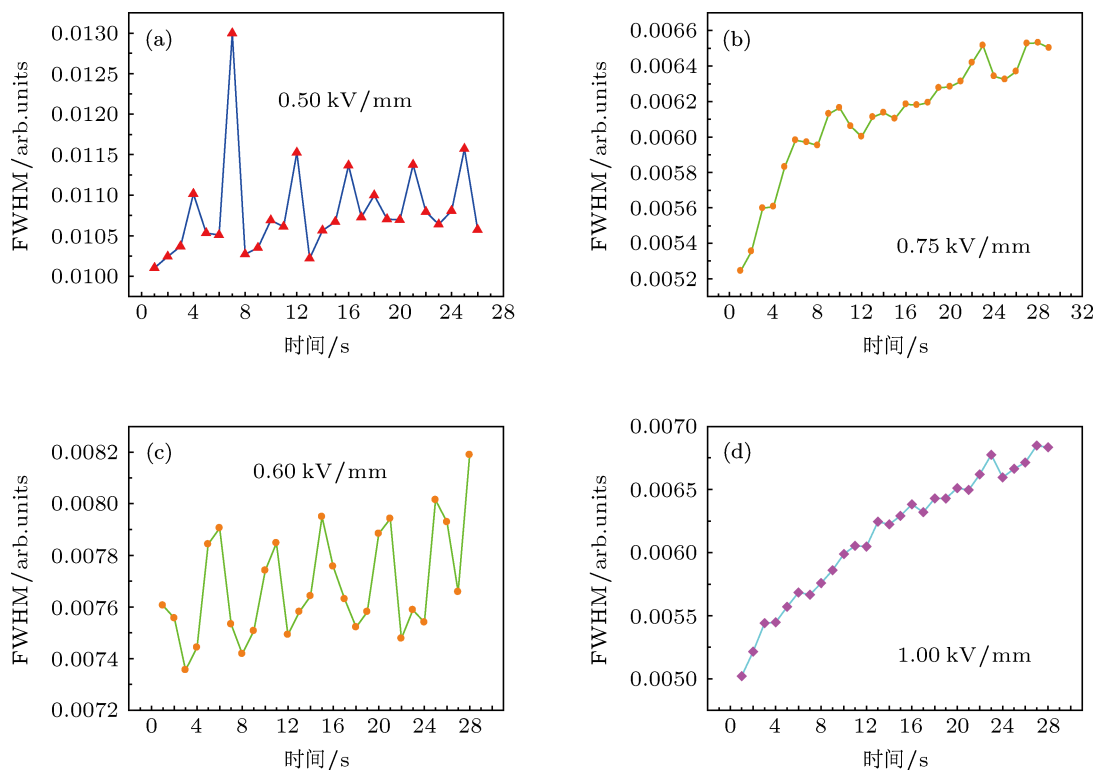 (a)
0.50 kV/mm
FWHM/arb.units
0.0130
0.0125
0.0120
0.0115
0.0110
0.0105
0.0100
0 4 8 12 16 20 24 28
时间/s
(b)
0.75 kV/mm
FWHM/arb.units
0.0066
0.0064
0.0062
0.0060
0.0058
0.0056
0.0054
0.0052
0 4 8 12 16 20 24 28 32
时间/s
(c)
0.60 kV/mm
FWHM/arb.units
0.0082
0.0080
0.0078
0.0076
0.0074
0.0072
0 4 8 12 16 20 24 28
时间/s
(d)
1.00 kV/mm
FWHM/arb.units
0.0070
0.0065
0.0060
0.0055
0.0050
0 4 8 12 16 20 24 28
时间/s